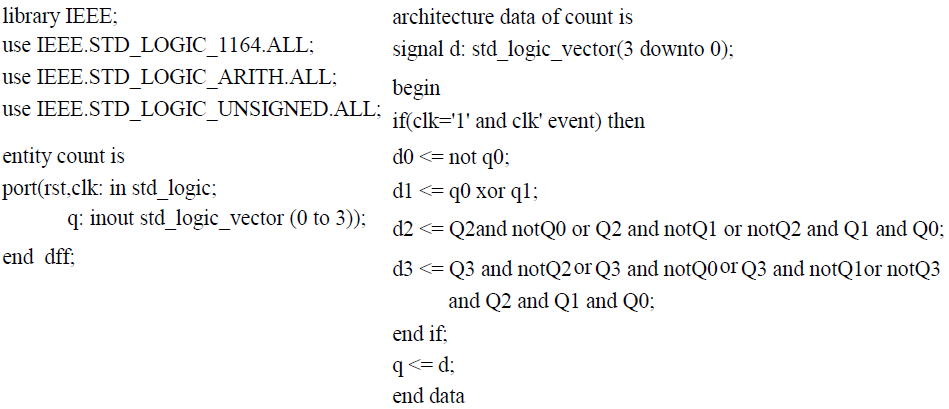 library IEEE;
use IEEE.STD_LOGIC_1164.ALL;
use IEEE.STD_LOGIC_ARITH.ALL;
use IEEE.STD_LOGIC_UNSIGNED.ALL;
entity count is
port(rst,clk: in std_logic;
q: inout std_logic_vector (0 to 3));
end dff;
architecture data of count is
signal d: std_logic_vector(3 downto 0);
begin
if(clk='1' and clk' event) then
d0 <= not q0;
d1 <= q0 xor q1;
d2 <= Q2and notQ0 or Q2 and notQ1 or notQ2 and Q1 and Q0;
d3 <= Q3 and notQ2or Q3 and notQ0or Q3 and notQ1or notQ3
and Q2 and Q1 and Q0;
end if;
q <= d;
end data